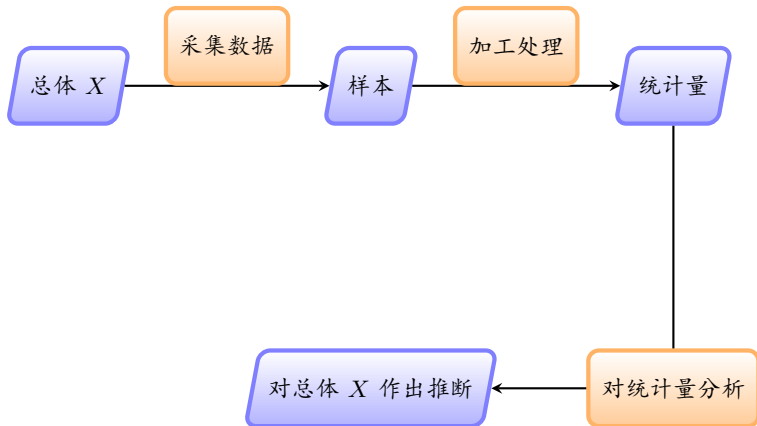 采集数据
加工处理
总体 X
样本
统计量
对总体 X 作出推断
对统计量分析